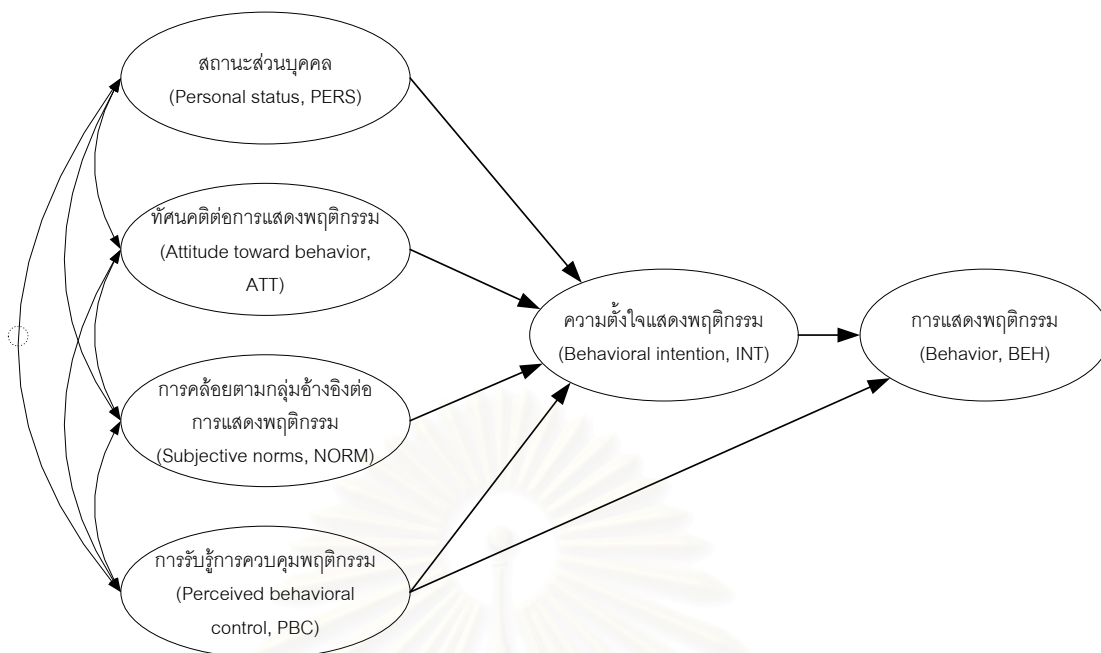 สถานะส่วนบุคคล
(Personal status, PERS)
ทัศนคติต่อการแสดงพฤติกรรม
(Attitude toward behavior,
ATT)
การคล้อยตามกลุ่มอ้างอิงต่อ
การแสดงพฤติกรรม
(Subjective norms, NORM)
การรับรู้การควบคุมพฤติกรรม
(Perceived behavioral
control, PBC)
ความตั้งใจแสดงพฤติกรรม
(Behavioral intention, INT)
การแสดงพฤติกรรม
(Behavior, BEH)